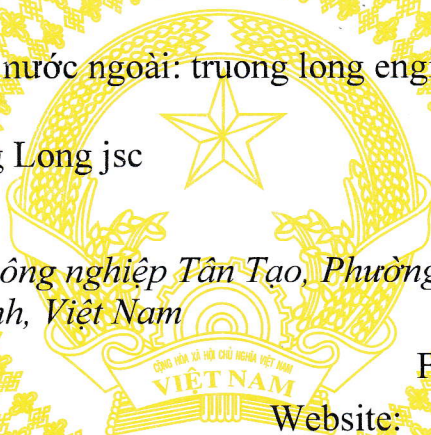 nước ngoài: truong long eng
g Long jsc
ông nghiệp Tân Tạo, Phường
nh, Việt Nam
F
CỘNG HÒA XÃ HỘI CHỦ NGHĨA VIỆT NAM
VIỆT NAM
Website: